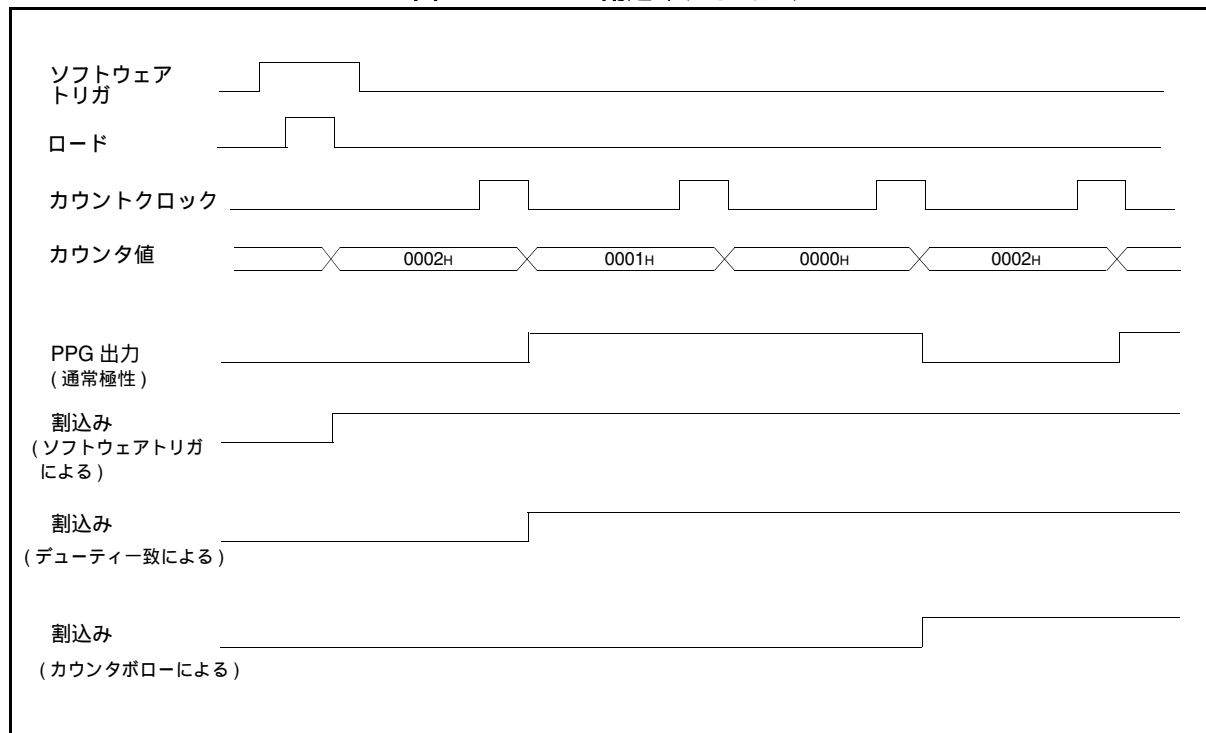 ソフトウェア
トリガ
ロード
カウントクロック
カウンタ値
0002H
0001H
0000H
0002H
PPG 出力
( 通常極性 )
割込み
( ソフトウェアトリガ
による )
割込み
( デューティ一致による )
割込み
( カウンタボローによる )